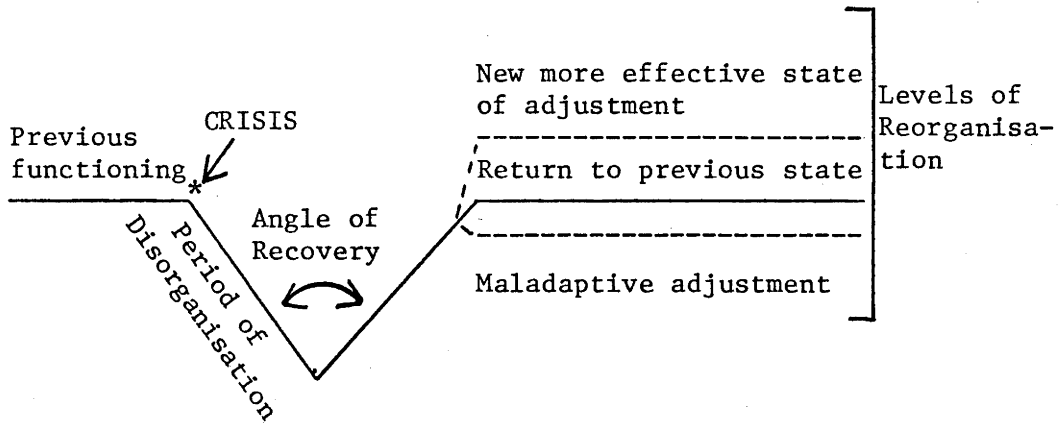 Previous
functioning
*
CRISIS
Period of
Disorganisation
Angle of
Recovery
New more effective state
of adjustment
Return to previous state
Maladaptive adjustment
Levels of
Reorganisa-
tion